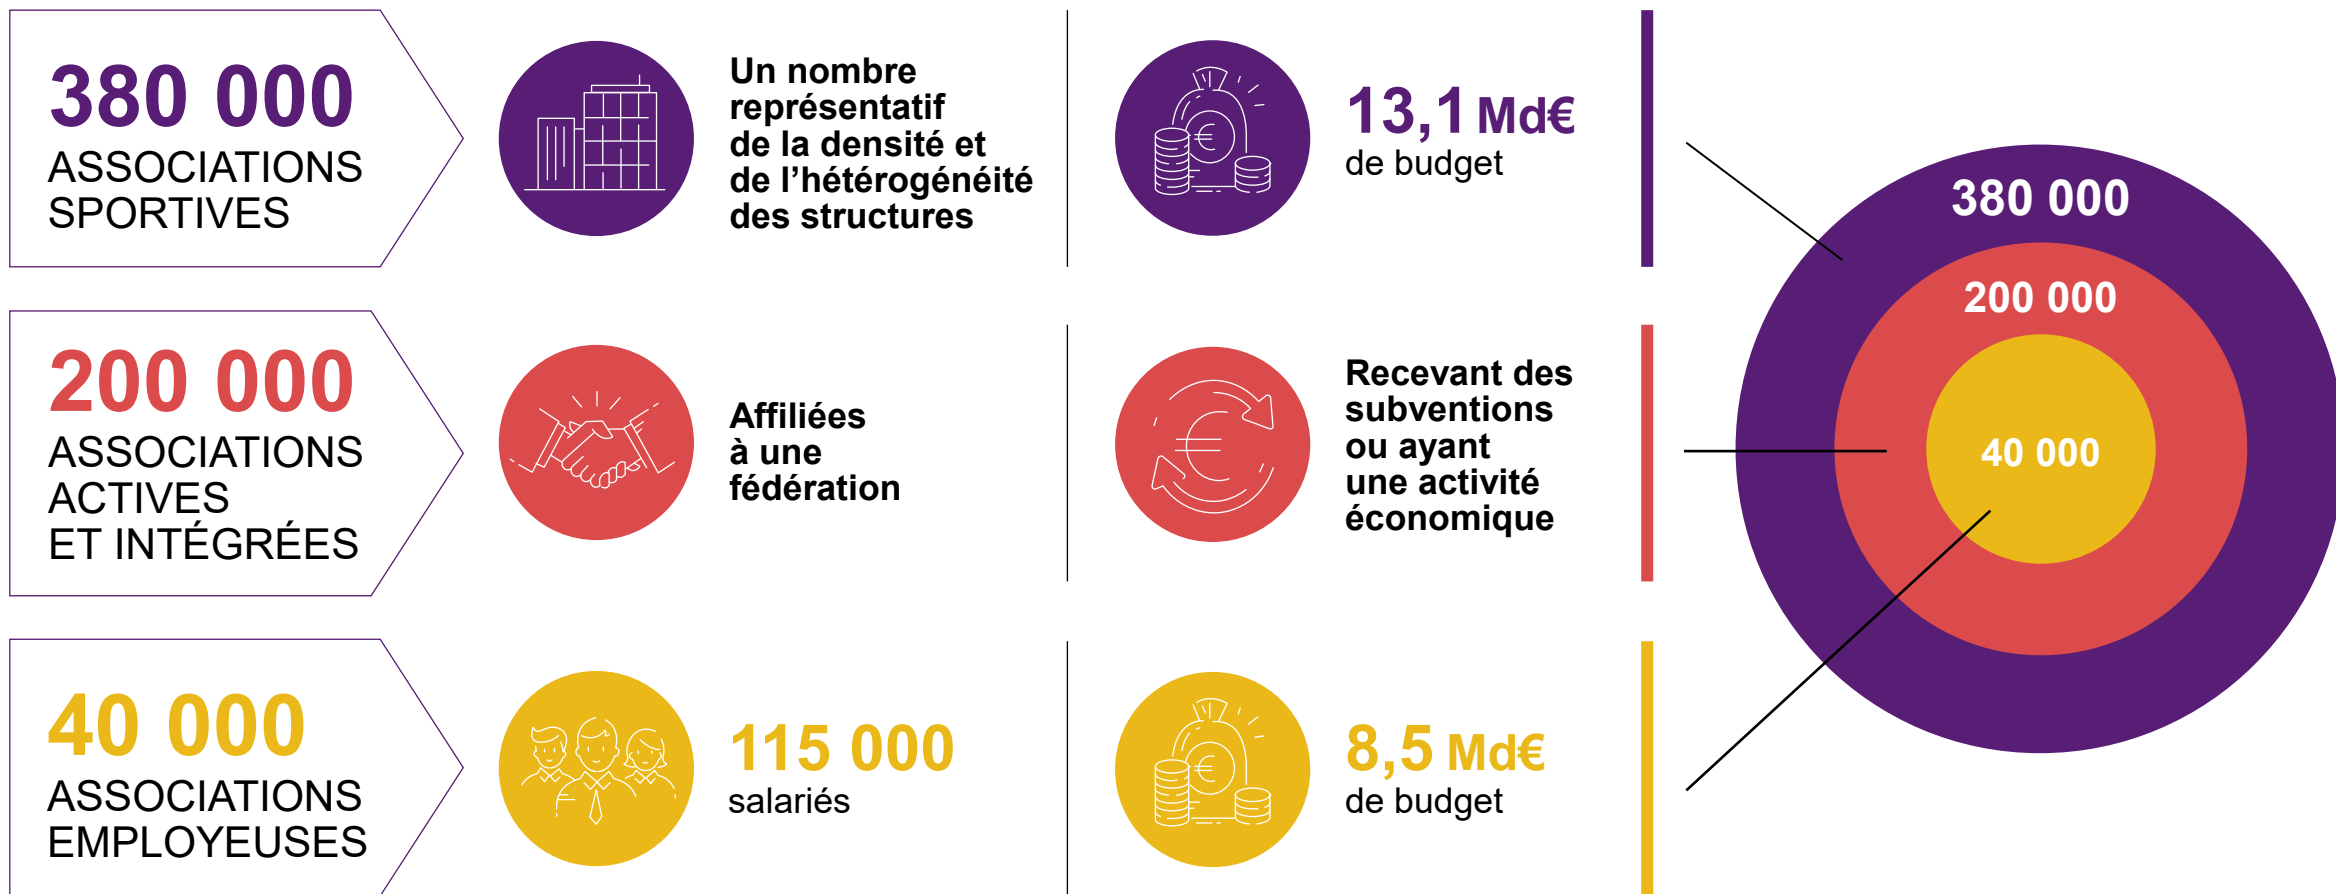 380 000
ASSOCIATIONS
SPORTIVES
Un nombre
représentatif
de la densité et
de l’hétérogénéité
des structures
13,1 Md€
de budget
200 000
ASSOCIATIONS
ACTIVES
ET INTÉGRÉES
Affiliées
à une
fédération
Recevant des
subventions
ou ayant
une activité
économique
40 000
ASSOCIATIONS
EMPLOYEUSES
115 000
salariés
8,5 Md€
de budget
380 000
200 000
40 000